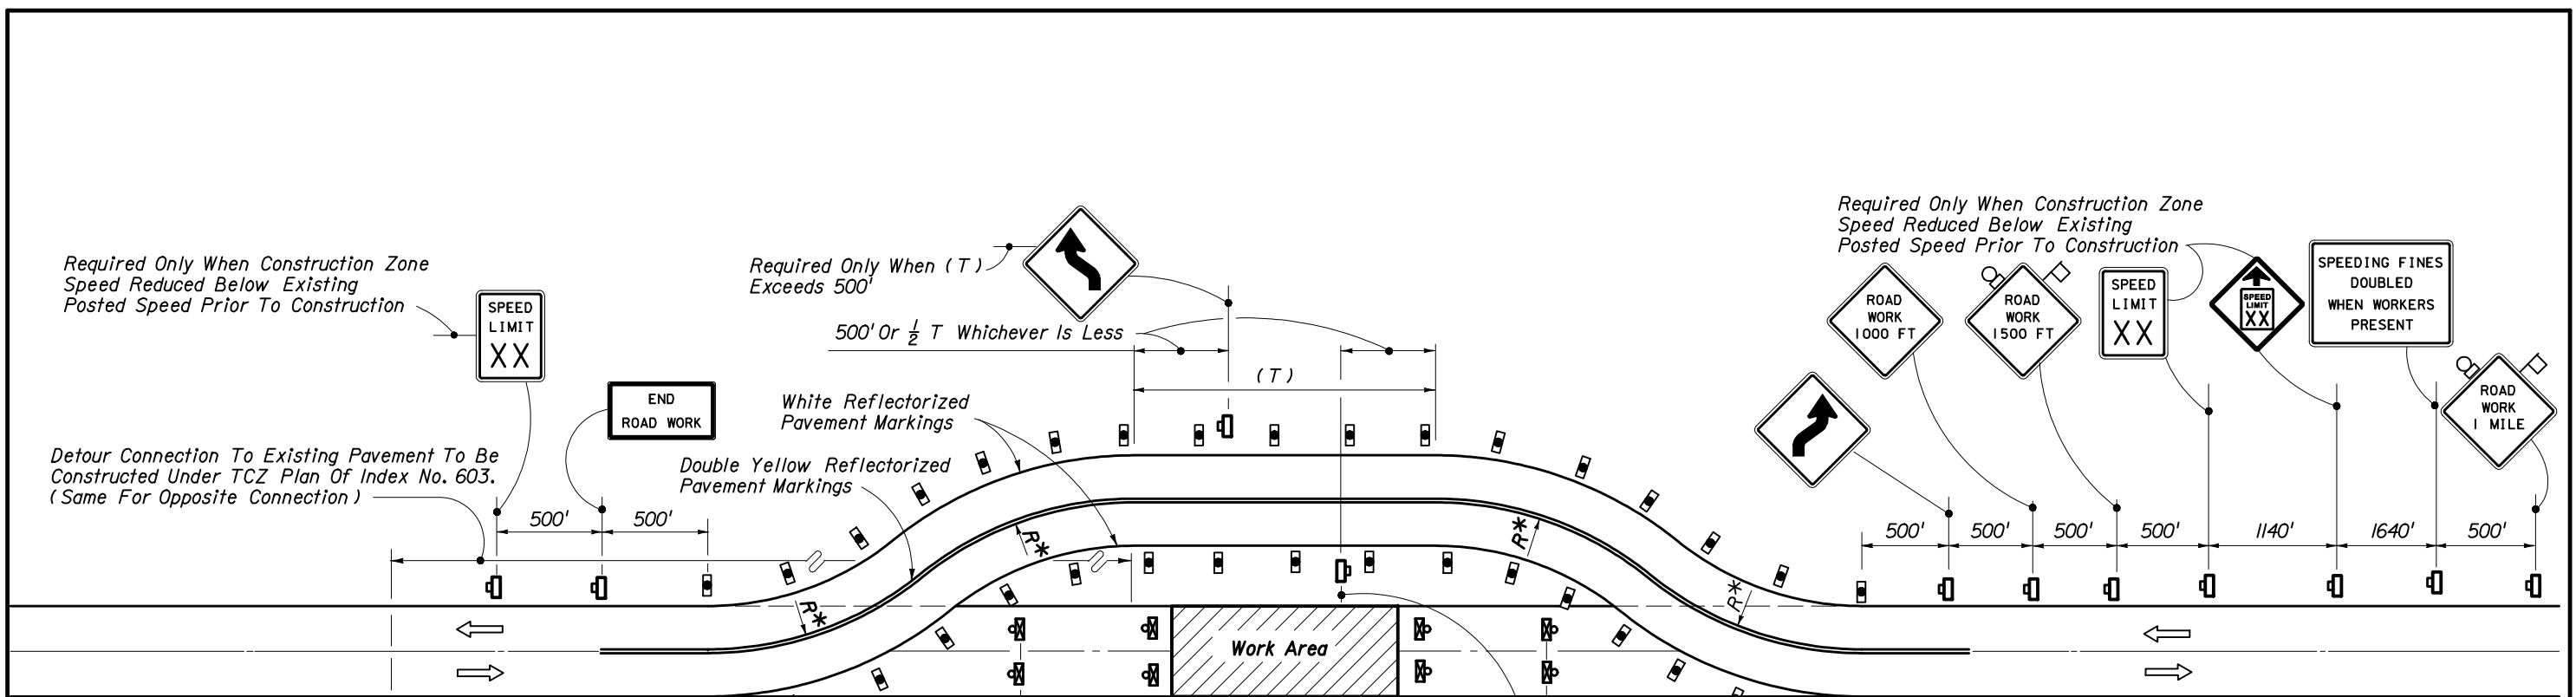 Required Only When Construction Zone
Speed Reduced Below Existing
Posted Speed Prior To Construction
SPEED
LIMIT
XX
END
ROAD WORK
Detour Connection To Existing Pavement To Be
Constructed Under TCZ Plan Of Index No. 603.
(Same For Opposite Connection)
500'
500'
Required Only When (T)
Exceeds 500'
500' Or 1/2 T Whichever Is Less
(T)
White Reflectorized
Pavement Markings
Double Yellow Reflectorized
Pavement Markings
R*
R*
R*
R*
Work Area
Required Only When Construction Zone
Speed Reduced Below Existing
Posted Speed Prior To Construction
ROAD
WORK
1000 FT
ROAD
WORK
1500 FT
SPEED
LIMIT
XX
SPEED
LIMIT
XX
SPEEDING FINES
DOUBLED
WHEN WORKERS
PRESENT
ROAD
WORK
1 MILE
500'
500'
500'
500'
1140'
1640'
500'